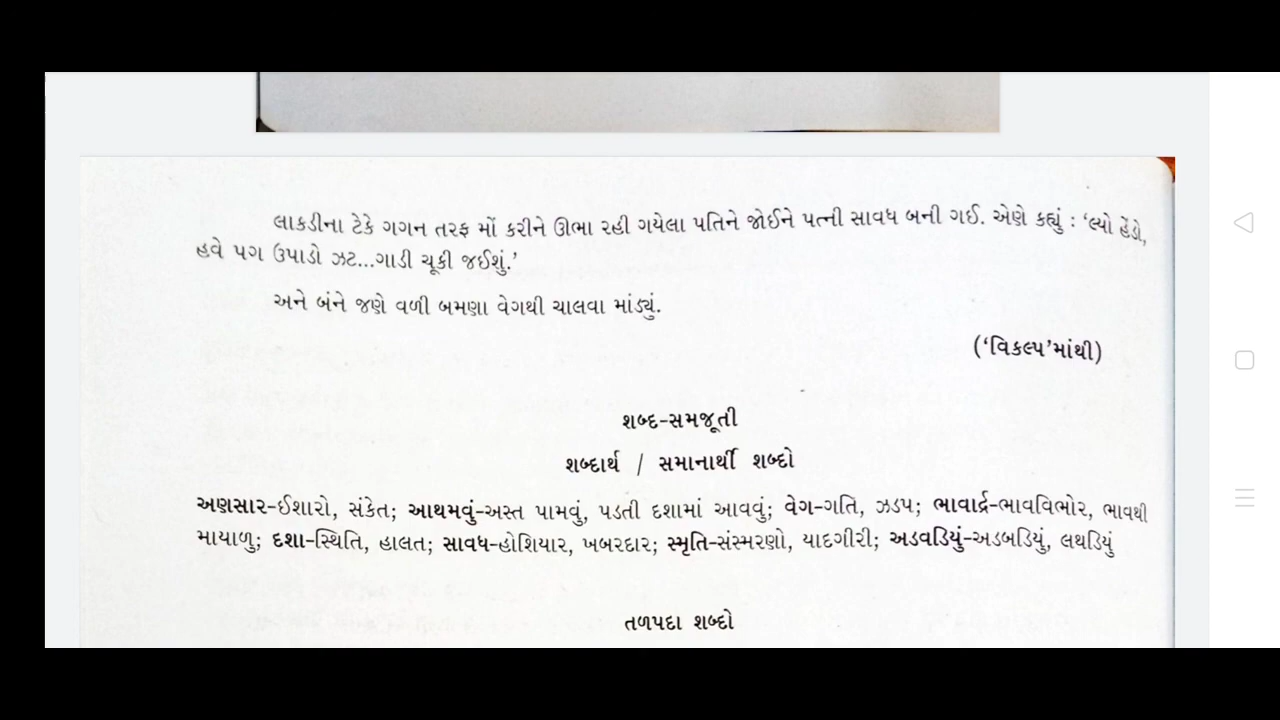 લાકડીના ટેકે ગગન તરફ મોં કરીને ઊભા રહી ગયેલા પતિને જોઈને પત્ની સાવધ બની ગઈ. એણે કહ્યું : ‘લ્યો હેંડો,
હવે પગ ઉપાડો ઝટ...ગાડી ચૂકી જઈશું.’
અને બંને જણે વળી બમણા વેગથી ચાલવા માંડ્યું.
(‘વિકલ્પ’માંથી)
શબ્દ-સમજૂતી
શબ્દાર્થ / સમાનાર્થી શબ્દો
અણસાર-ઈશારો, સંકેત; આથમવું-અસ્ત પામવું, પડતી દશામાં આવવું; વેગ-ગતિ, ઝડપ; ભાવાર્દ્ર-ભાવવિભોર, ભાવથી
માયાળુ; દશા-સ્થિતિ, હાલત; સાવધ-હોશિયાર, ખબરદાર; સ્મૃતિ-સંસ્મરણો, યાદગીરી; અડવડિયું-અડબડિયું, લથડિયું
તળપદા શબ્દો